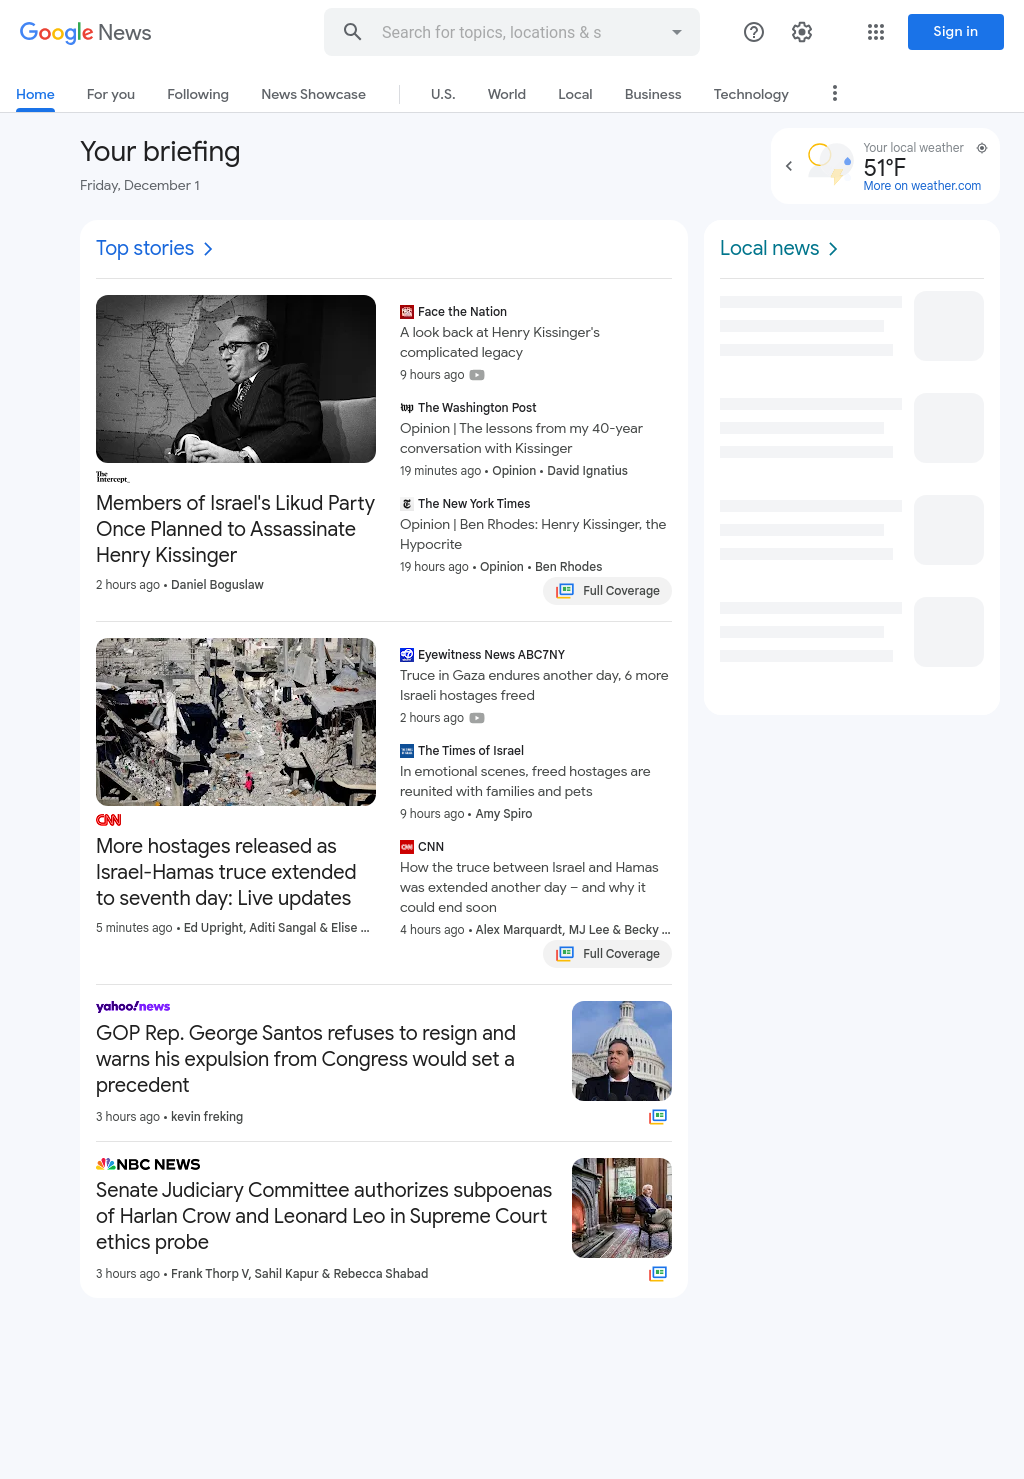 Google News
Search for topics, locations & s
Sign in
Home
For you
Following
News Showcase
U.S.
World
Local
Business
Technology
Your briefing
Friday, December 1
Your local weather
51°F
More on weather.com
Top stories
The
Intercept_
Members of Israel's Likud Party
Once Planned to Assassinate
Henry Kissinger
2 hours ago • Daniel Boguslaw
Face the Nation
A look back at Henry Kissinger's
complicated legacy
9 hours ago
wp The Washington Post
Opinion | The lessons from my 40-year
conversation with Kissinger
19 minutes ago • Opinion • David Ignatius
The New York Times
Opinion | Ben Rhodes: Henry Kissinger, the
Hypocrite
19 hours ago • Opinion • Ben Rhodes
Full Coverage
CNN
More hostages released as
Israel-Hamas truce extended
to seventh day: Live updates
5 minutes ago • Ed Upright, Aditi Sangal & Elise ...
Eyewitness News ABC7NY
Truce in Gaza endures another day, 6 more
Israeli hostages freed
2 hours ago
The Times of Israel
In emotional scenes, freed hostages are
reunited with families and pets
9 hours ago • Amy Spiro
CNN
How the truce between Israel and Hamas
was extended another day – and why it
could end soon
4 hours ago • Alex Marquardt, MJ Lee & Becky ...
Full Coverage
yahoo!news
GOP Rep. George Santos refuses to resign and
warns his expulsion from Congress would set a
precedent
3 hours ago • kevin freking
NBC NEWS
Senate Judiciary Committee authorizes subpoenas
of Harlan Crow and Leonard Leo in Supreme Court
ethics probe
3 hours ago • Frank Thorp V, Sahil Kapur & Rebecca Shabad
Local news